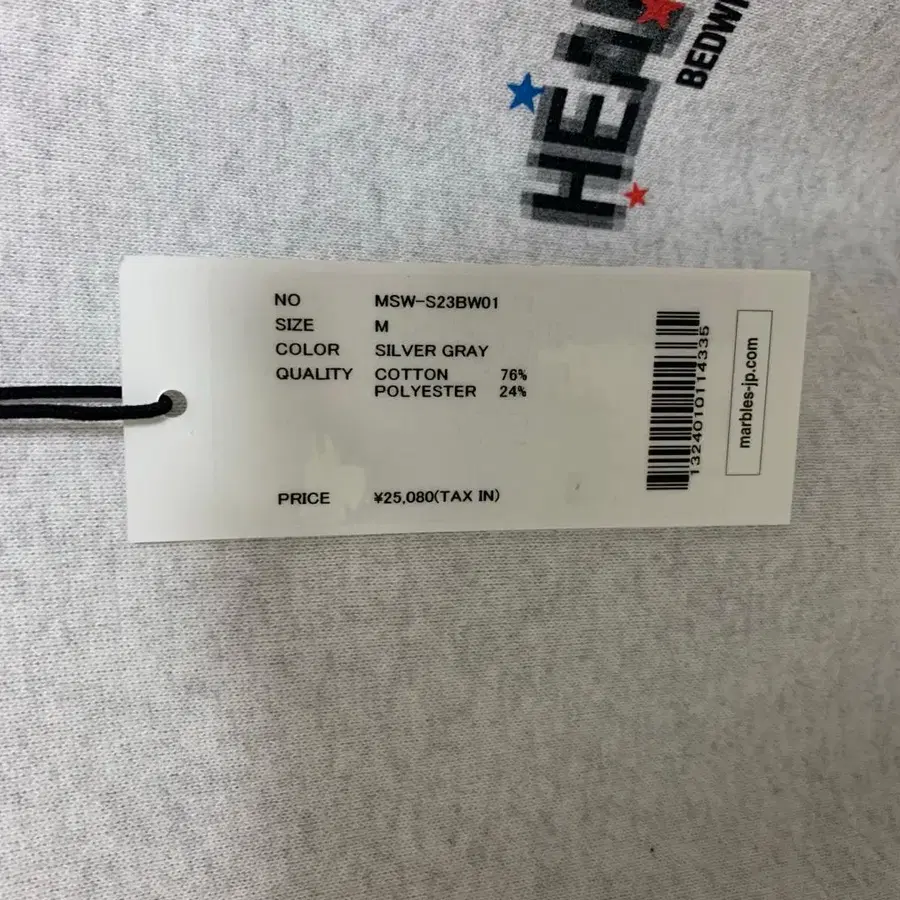 NO MSW-S23BW01
SIZE M
COLOR SILVER GRAY
QUALITY COTTON 76%
POLYESTER 24%
PRICE ¥25,080(TAX IN)
1324010114335
marbles-jp.com